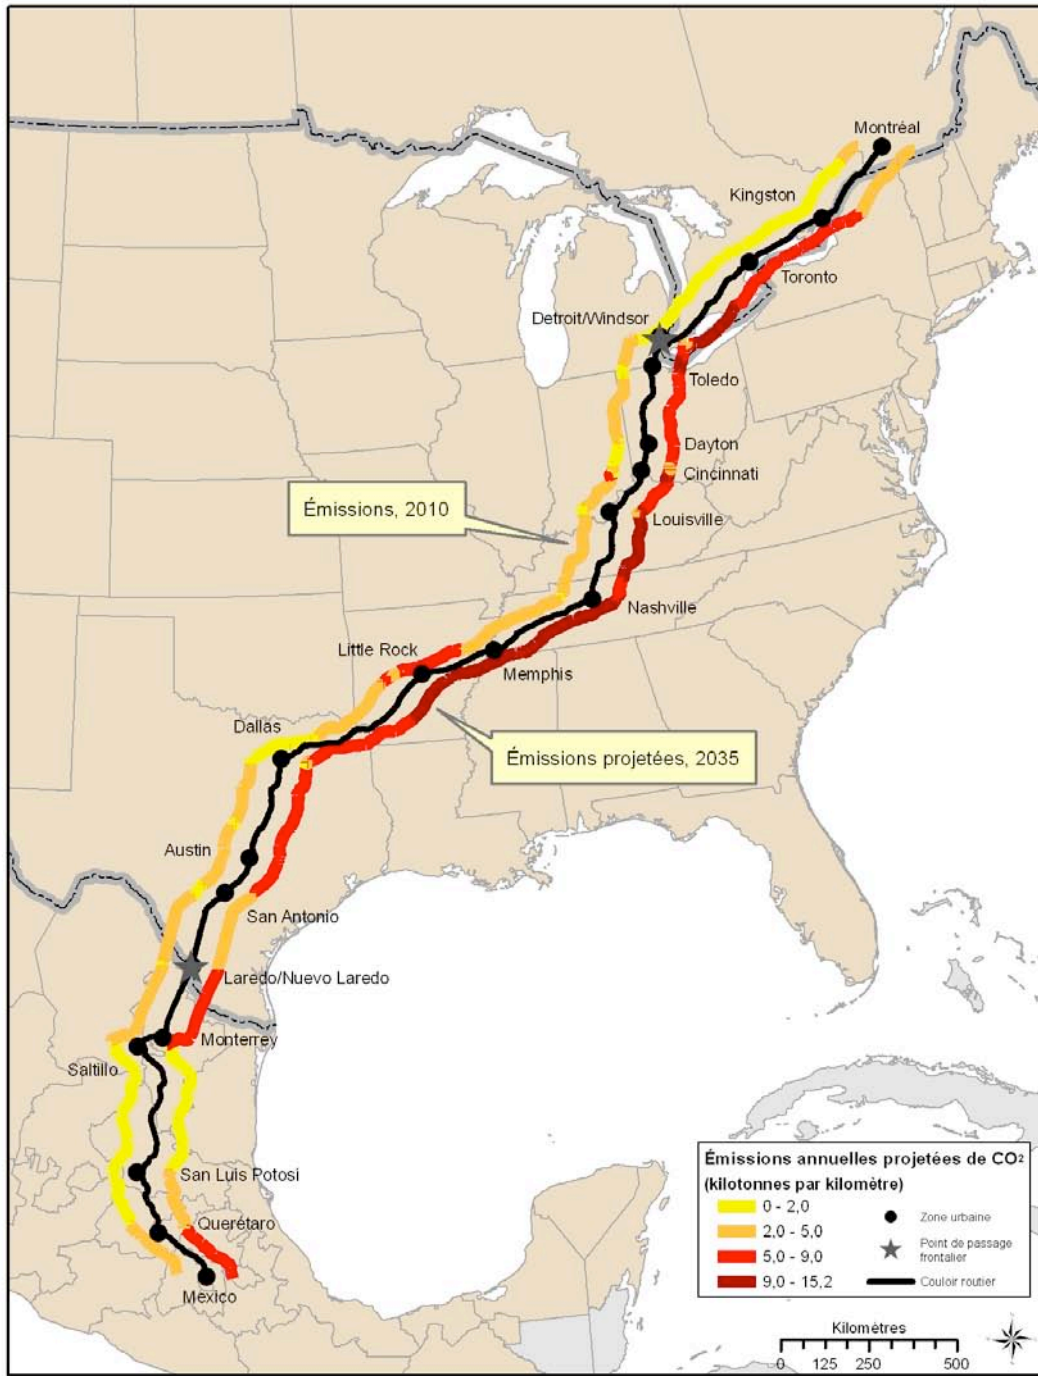 Montréal
Kingston
Toronto
Detroit/Windsor
Toledo
Dayton
Cincinnati
Émissions, 2010
Louisville
Nashville
Little Rock
Memphis
Dallas
Émissions projetées, 2035
Austin
San Antonio
Laredo/Nuevo Laredo
Monterrey
Saltillo
San Luis Potosi
Querétaro
Mexico
Émissions annuelles projetées de CO²
(kilotonnes par kilomètre)
0 - 2,0
2,0 - 5,0
5,0 - 9,0
9,0 - 15,2
Zone urbaine
Point de passage
frontalier
Couloir routier
Kilomètres
0 125 250 500